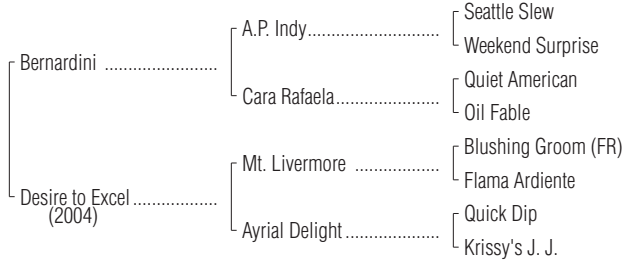 Seattle Slew
A.P. Indy..............................
Weekend Surprise
Bernardini .........................
Quiet American
Cara Rafaela........................
Oil Fable
Blushing Groom (FR)
Mt. Livermore ...................
Flama Ardiente
Desire to Excel...................
(2004)
Quick Dip
Ayrial Delight.....................
Krissy's J. J.